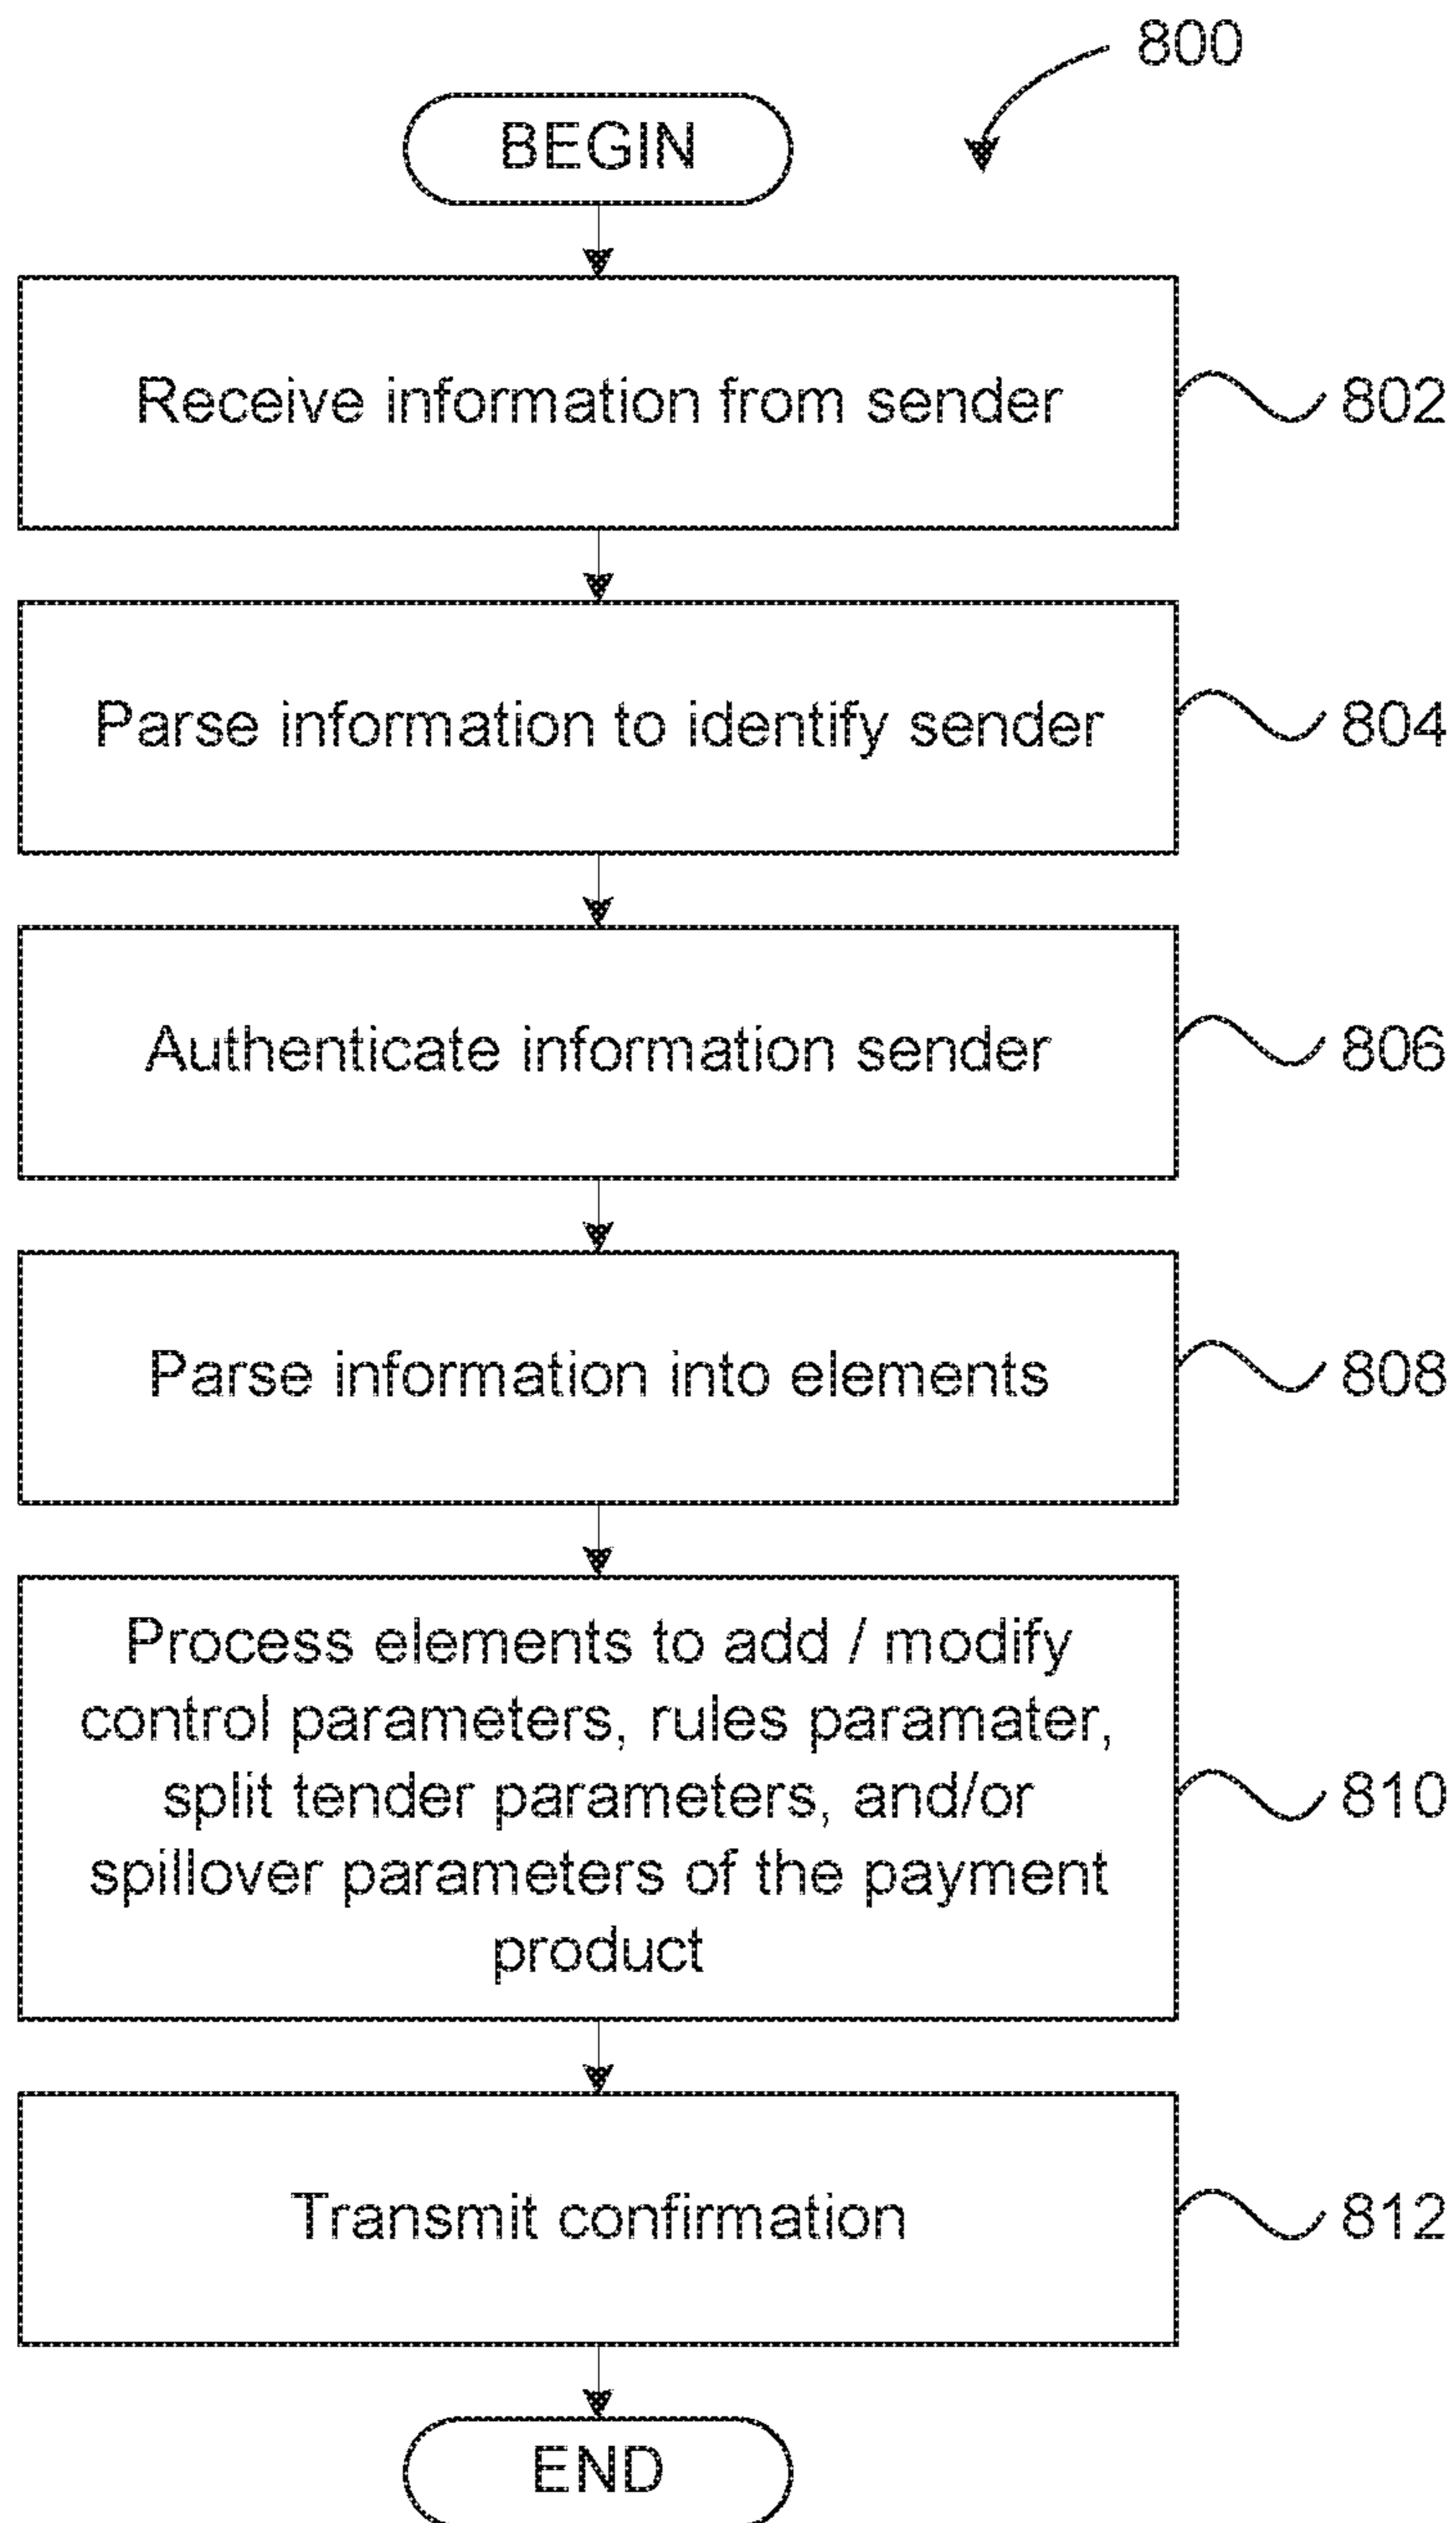 800
BEGIN
Receive information from sender
802
Parse information to identify sender
804
Authenticate information sender
806
Parse information into elements
808
Process elements to add / modify
control parameters, rules paramater,
split tender parameters, and/or
spillover parameters of the payment
product
810
Transmit confirmation
812
END